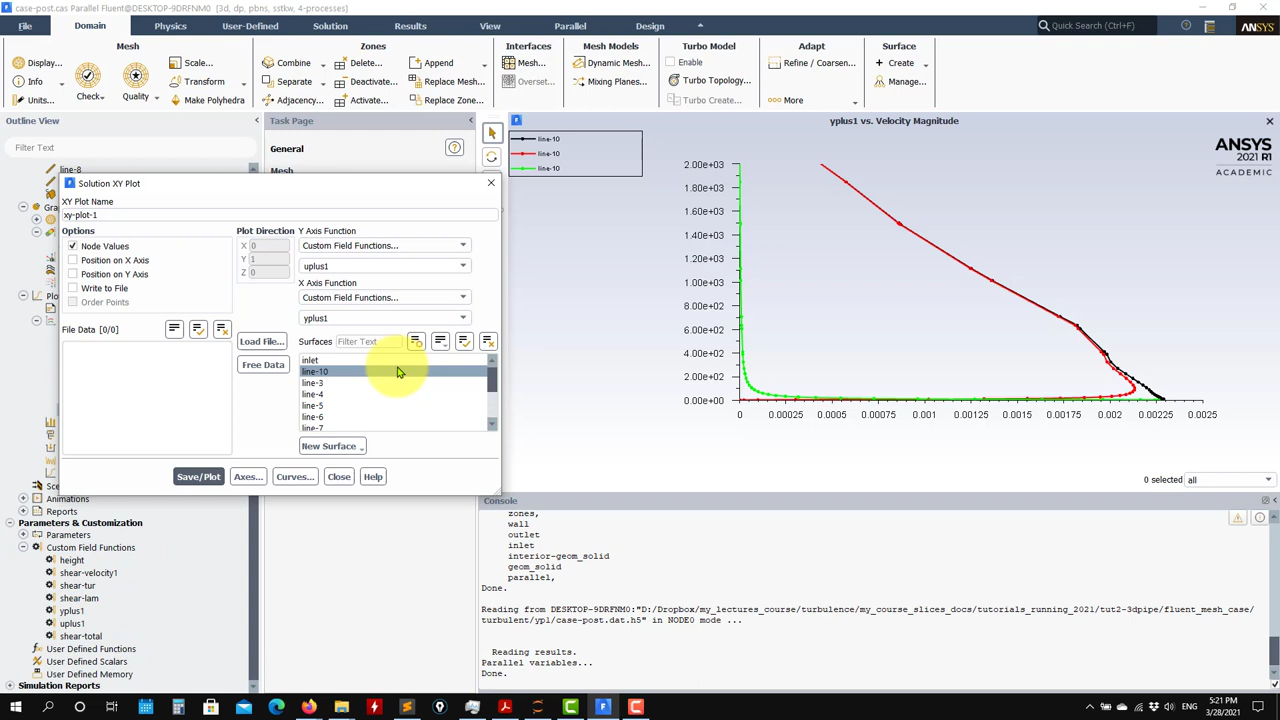 case-post.cas Parallel Fluent@DESKTOP-9DRFNM0 [3d, dp, pbns, sstkw, 4-processes]
File Domain Physics User-Defined Solution Results View Parallel Design
Quick Search (Ctrl+F)
ANSYS
Mesh Zones Interfaces Mesh Models Turbo Model Adapt Surface
Display... Scale... Combine Delete... Append Mesh... Dynamic Mesh... Enable Refine / Coarsen... Create
Info Transform Separate Deactivate... Replace Mesh... Overset... Mixing Planes... Turbo Topology... Manage...
Units... Check Quality Make Polyhedra Adjacency... Activate... Replace Zone... Turbo Create... More
Outline View Task Page
yplus1 vs. Velocity Magnitude
Filter Text
General
Mesh
line-8
Solution XY Plot
XY Plot Name
xy-plot-1
Options
Node Values
Position on X Axis
Position on Y Axis
Write to File
Order Points
Plot Direction
X 0
Y 1
Z 0
Y Axis Function
Custom Field Functions...
uplus1
X Axis Function
Custom Field Functions...
yplus1
File Data [0/0]
Load File...
Free Data
Surfaces Filter Text
inlet
line-10
line-3
line-4
line-5
line-6
line-7
New Surface
Save/Plot Axes... Curves... Close Help
line-10
line-10
line-10
ANSYS
2021 R1
ACADEMIC
2.00e+03
1.80e+03
1.60e+03
1.40e+03
1.20e+03
1.00e+03
8.00e+02
6.00e+02
4.00e+02
2.00e+02
0.00e+00
0 0.00025 0.0005 0.00075 0.001 0.00125 0.0015 0.00175 0.002 0.00225 0.0025
0 selected all
Animations
Reports
Parameters & Customization
Parameters
Custom Field Functions
height
shear-velocity1
shear-tur
shear-lam
yplus1
uplus1
shear-total
User Defined Functions
User Defined Scalars
User Defined Memory
Simulation Reports
Console
zones,
wall
outlet
inlet
interior-geom_solid
geom_solid
parallel,
Done.
Reading from DESKTOP-9DRFNM0:"D:/Dropbox/my_lectures_course/turbulence/my_course_slices_docs/tutorials_running_2021/tut2-3dpipe/fluent_mesh_case/
turbulent/ypl/case-post.dat.h5" in NODE0 mode ...
Reading results.
Parallel variables...
Done.
ENG
5:21 PM
3/28/2021